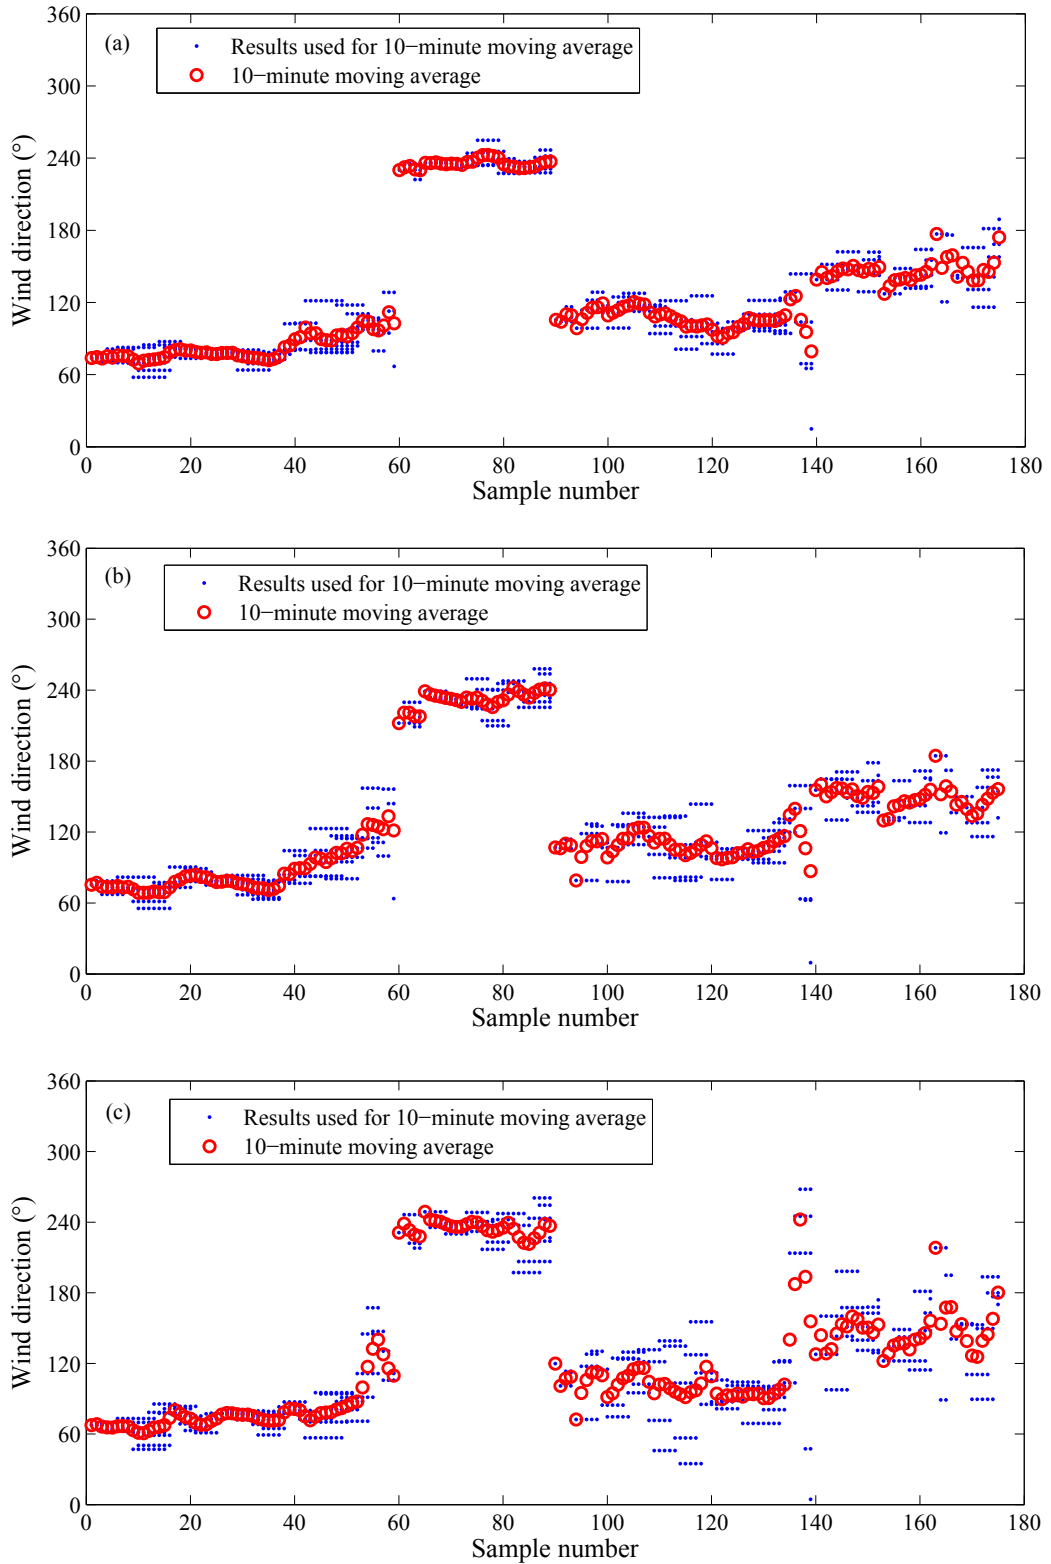 360
(a)
Results used for 10−minute moving average
10−minute moving average
300
240
180
120
60
0
Wind direction (°)
0 20 40 60 80 100 120 140 160 180
Sample number
360
(b)
Results used for 10−minute moving average
10−minute moving average
300
240
180
120
60
0
Wind direction (°)
0 20 40 60 80 100 120 140 160 180
Sample number
360
(c)
Results used for 10−minute moving average
10−minute moving average
300
240
180
120
60
0
Wind direction (°)
0 20 40 60 80 100 120 140 160 180
Sample number